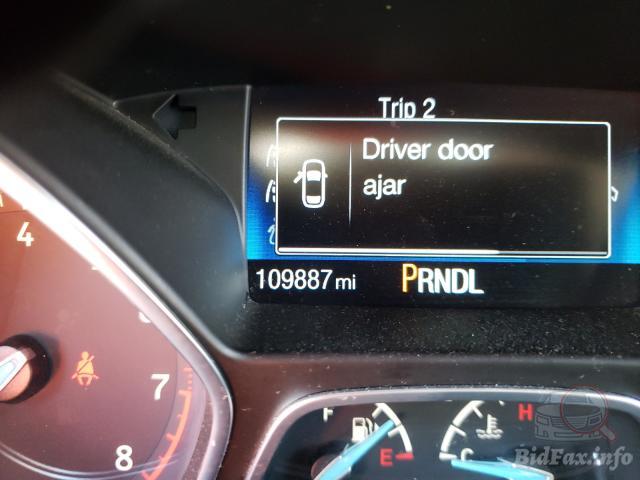 Trip 2
Driver door
ajar
109887 mi PRNDL
4
7
8
F
E
H
C
BidFax.info